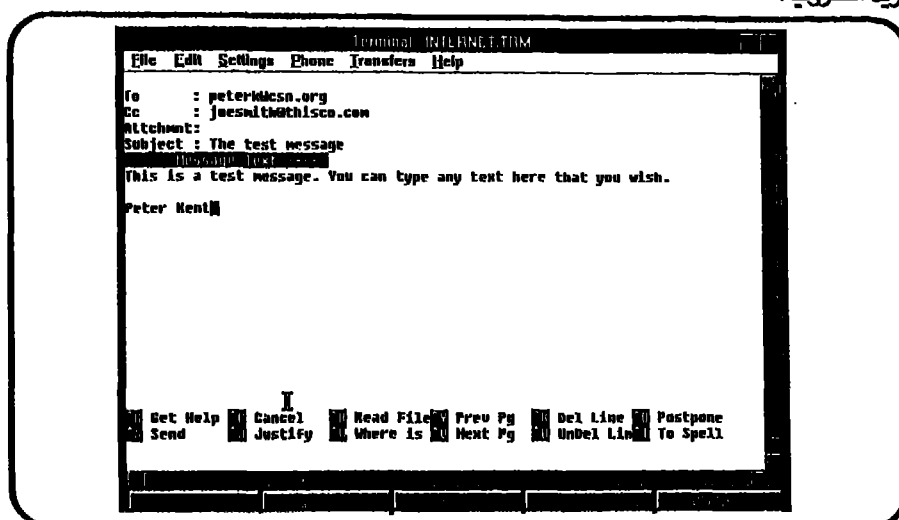 Terminal INTERNET.TRM
File Edit Settings Phone Transfers Help
To : peterk@csn.org
Cc : joesmith@thisco.com
Attchmnt:
Subject : The test message
Message Text
This is a test message. You can type any text here that you wish.
Peter Kent
Get Help Cancel Read File Prev Pg Del Line Postpone
Send Justify Where is Next Pg UnDel Lin To Spell